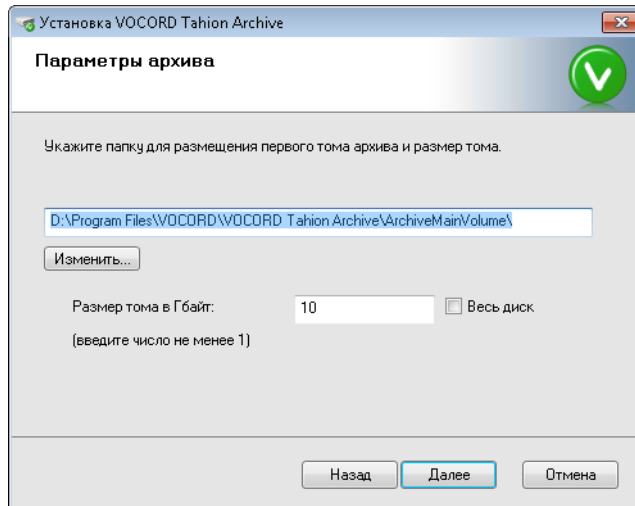 Установка VOCORD Tahion Archive
Параметры архива
Укажите папку для размещения первого тома архива и размер тома.
D:\Program Files\VOCORD\VOCORD Tahion Archive\ArchiveMainVolume\
Изменить...
Размер тома в Гбайт: 10 Весь диск
(введите число не менее 1)
Назад Далее Отмена